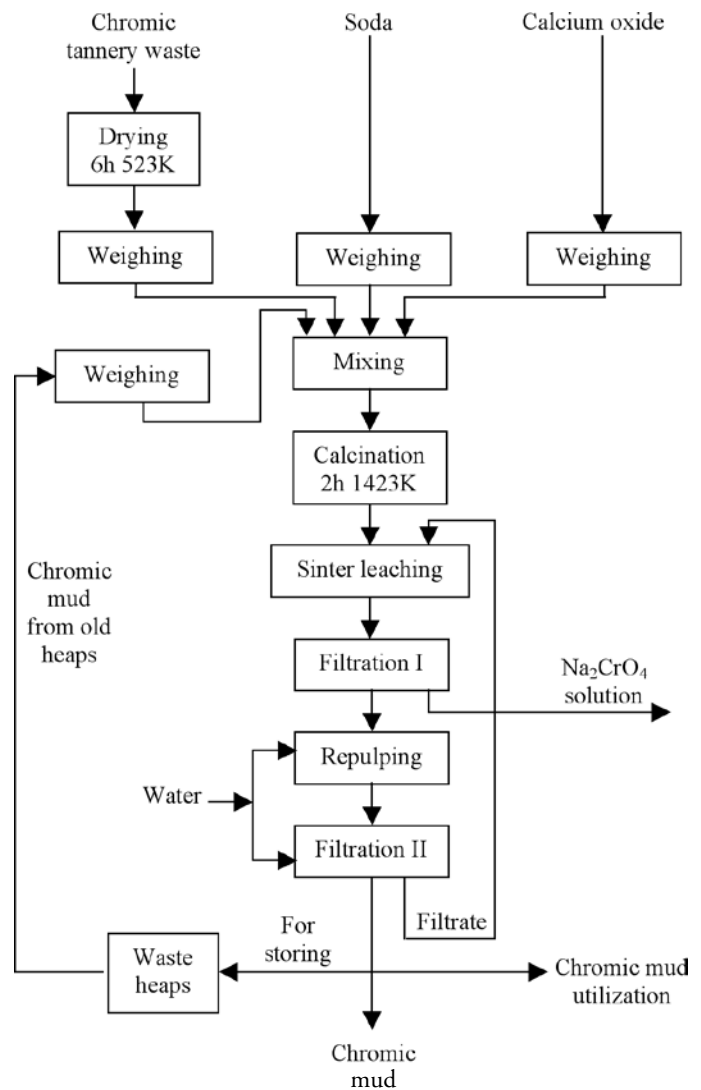 Chromic
tannery waste
Soda
Calcium oxide
Drying
6h 523K
Weighing
Weighing
Weighing
Weighing
Mixing
Calcination
2h 1423K
Sinter leaching
Chromic
mud
from old
heaps
Filtration I
Na₂CrO₄
solution
Repulping
Water
Filtration II
Filtrate
For
storing
Waste
heaps
Chromic mud
utilization
Chromic
mud